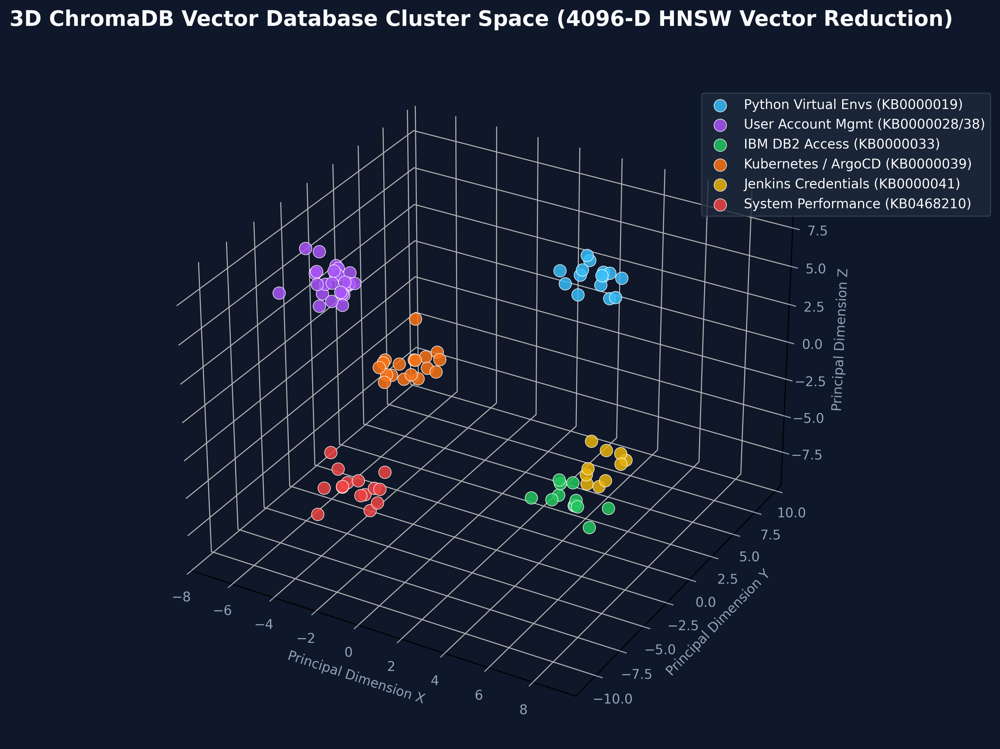 3D ChromaDB Vector Database Cluster Space (4096-D HNSW Vector Reduction)
Python Virtual Envs (KB0000019)
User Account Mgmt (KB0000028/38)
IBM DB2 Access (KB0000033)
Kubernetes / ArgoCD (KB0000039)
Jenkins Credentials (KB0000041)
System Performance (KB0468210)
7.5
5.0
2.5
0.0
−2.5
−5.0
−7.5
Principal Dimension Z
10.0
7.5
5.0
2.5
0.0
−2.5
−5.0
−7.5
−10.0
Principal Dimension Y
−8
−6
−4
−2
0
2
4
6
8
Principal Dimension X